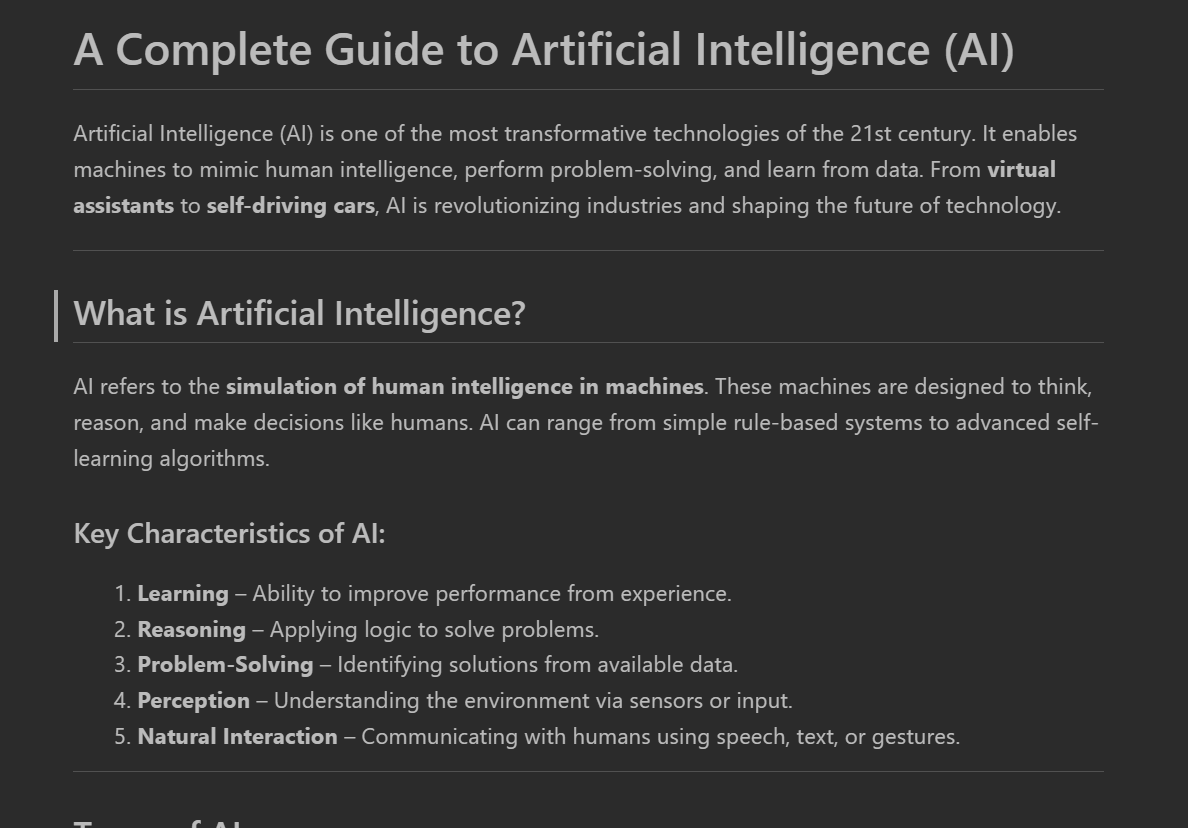 A Complete Guide to Artificial Intelligence (AI)
Artificial Intelligence (AI) is one of the most transformative technologies of the 21st century. It enables
machines to mimic human intelligence, perform problem-solving, and learn from data. From virtual
assistants to self-driving cars, AI is revolutionizing industries and shaping the future of technology.
What is Artificial Intelligence?
AI refers to the simulation of human intelligence in machines. These machines are designed to think,
reason, and make decisions like humans. AI can range from simple rule-based systems to advanced self-
learning algorithms.
Key Characteristics of AI:
1. Learning – Ability to improve performance from experience.
2. Reasoning – Applying logic to solve problems.
3. Problem-Solving – Identifying solutions from available data.
4. Perception – Understanding the environment via sensors or input.
5. Natural Interaction – Communicating with humans using speech, text, or gestures.